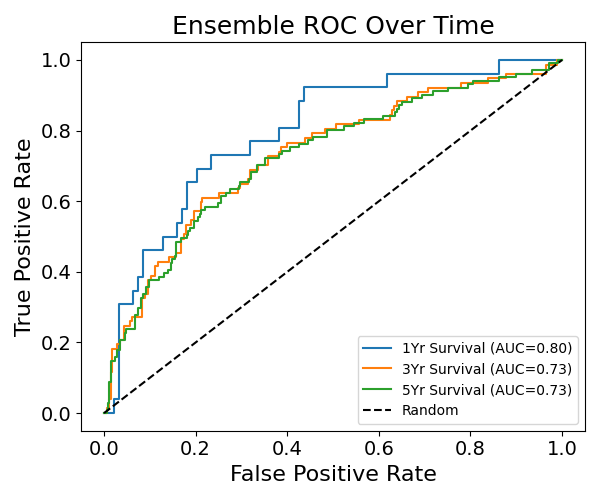 Ensemble ROC Over Time
True Positive Rate
1.0
0.8
0.6
0.4
0.2
0.0
0.0 0.2 0.4 0.6 0.8 1.0
False Positive Rate
1Yr Survival (AUC=0.80)
3Yr Survival (AUC=0.73)
5Yr Survival (AUC=0.73)
Random